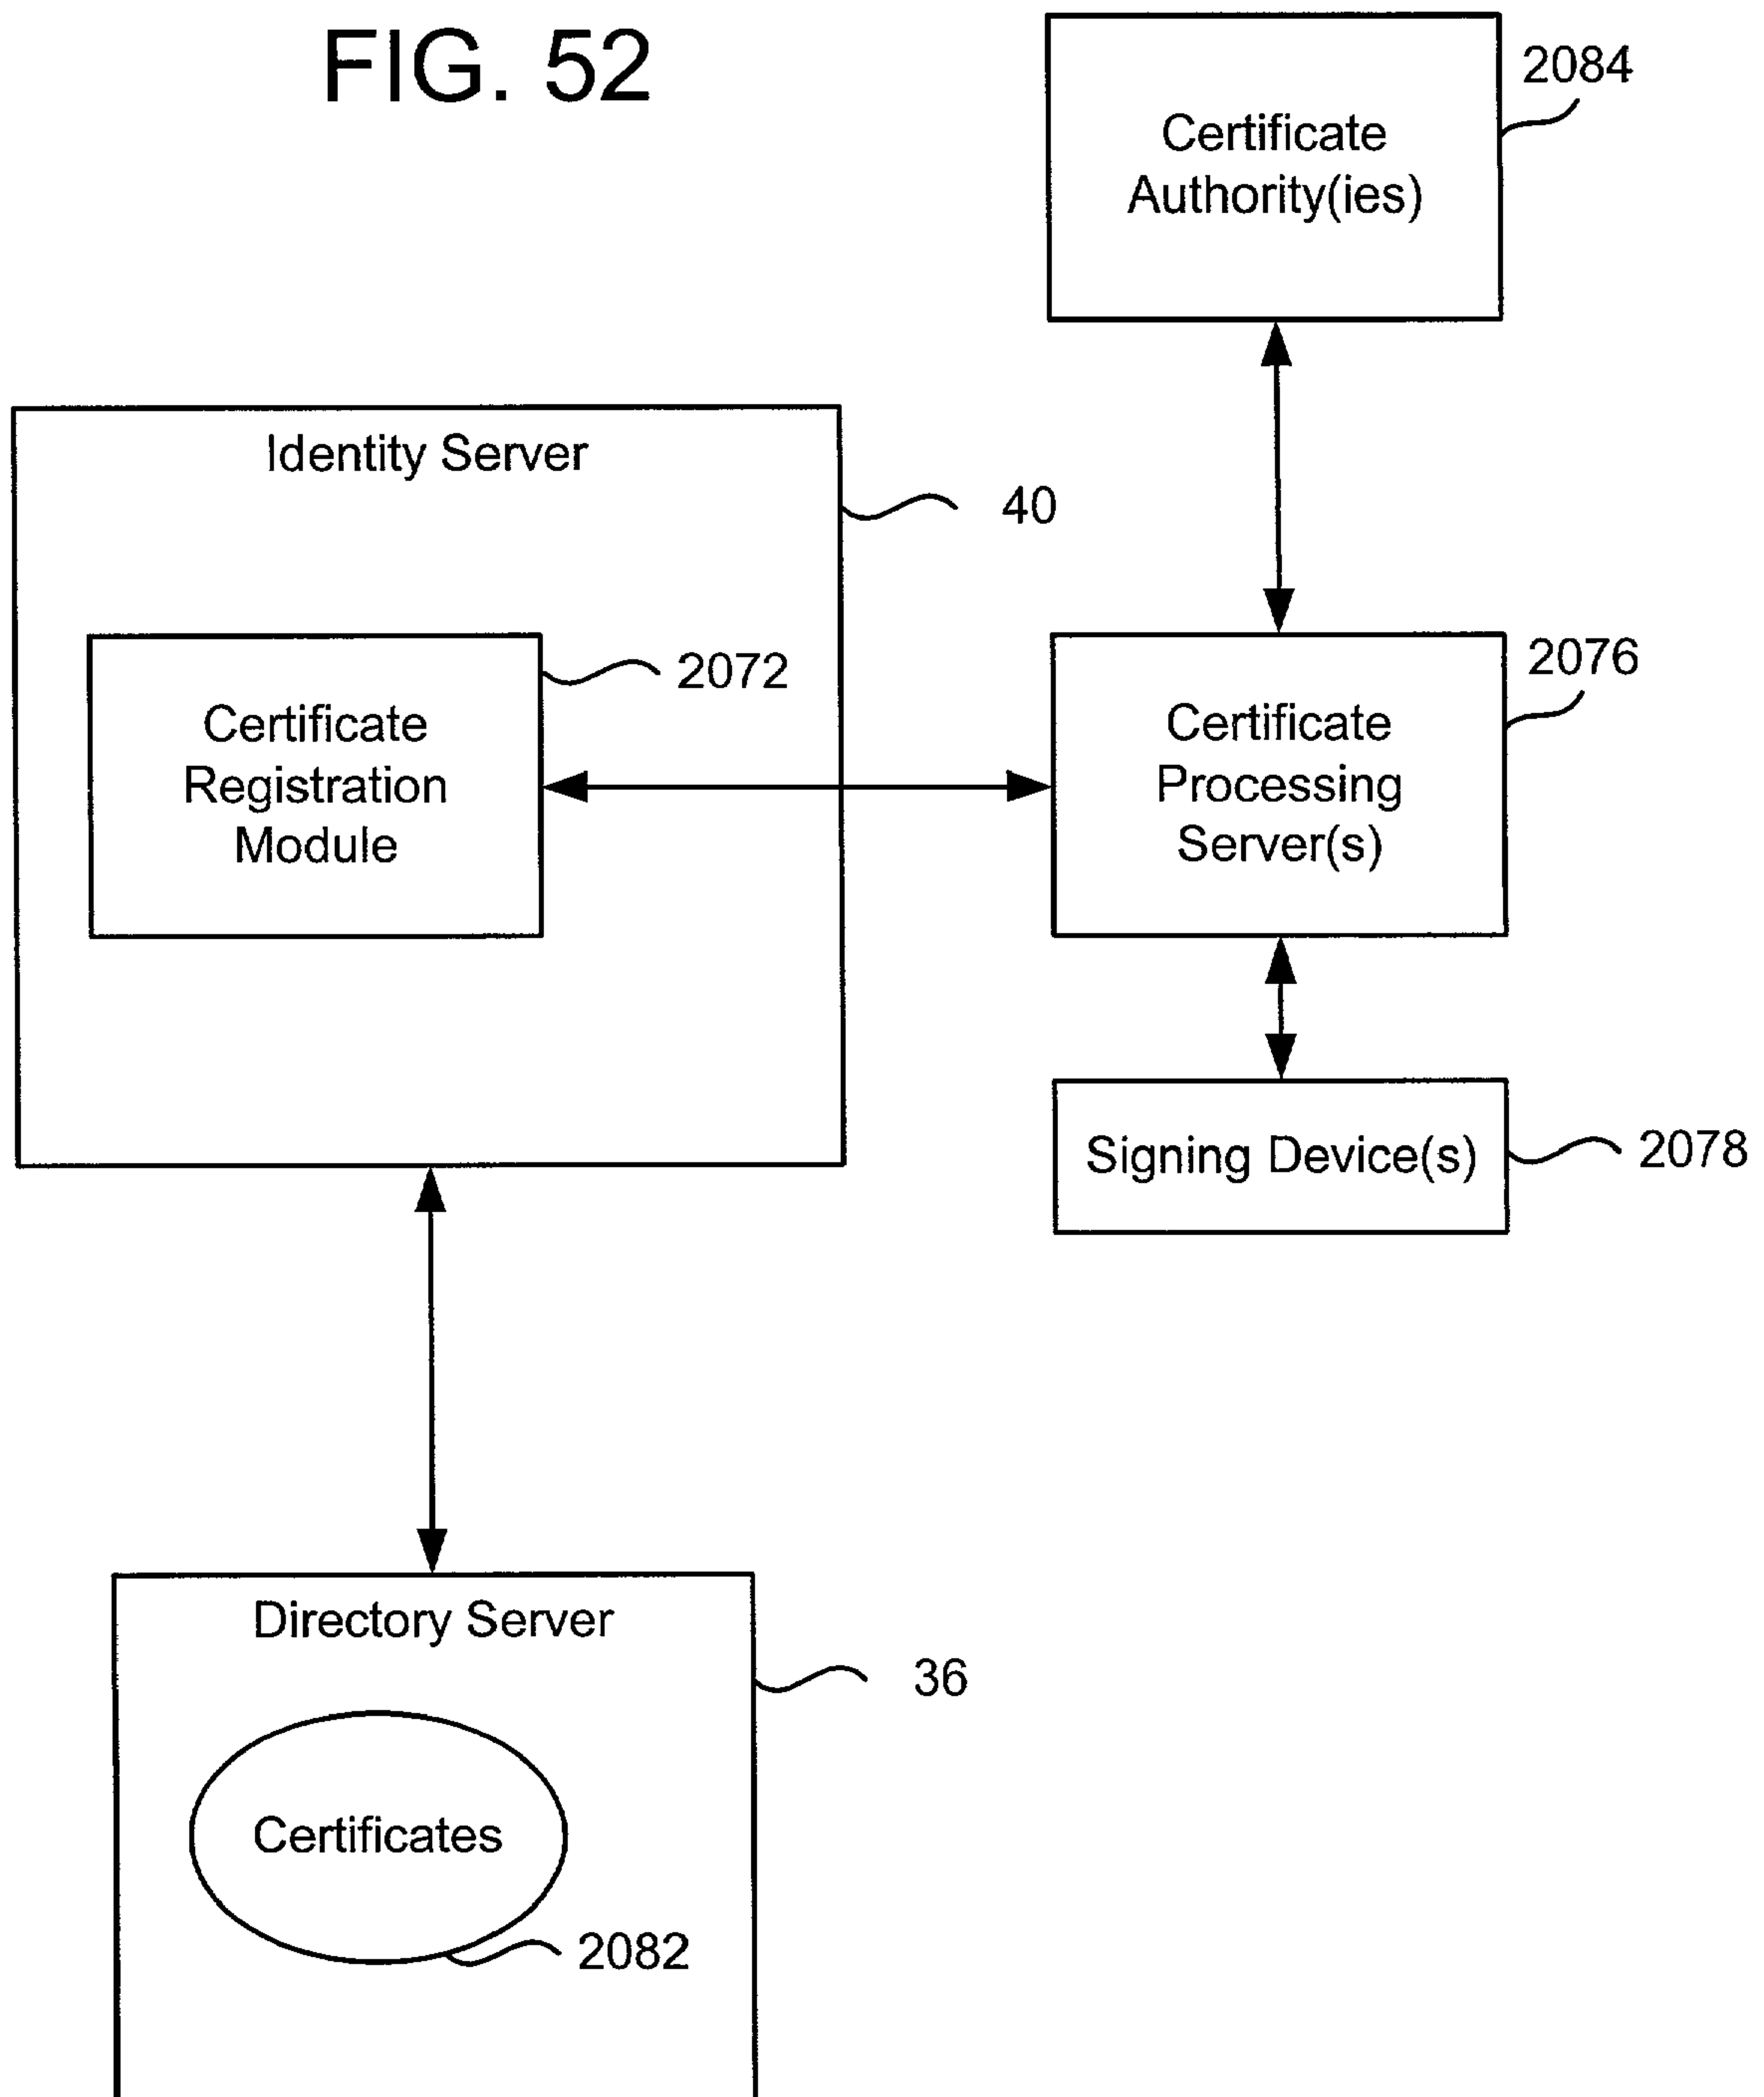 FIG. 52
Certificate
Authority(ies)
2084
Identity Server
40
Certificate
Registration
Module
2072
Certificate
Processing
Server(s)
2076
Signing Device(s)
2078
Directory Server
36
Certificates
2082